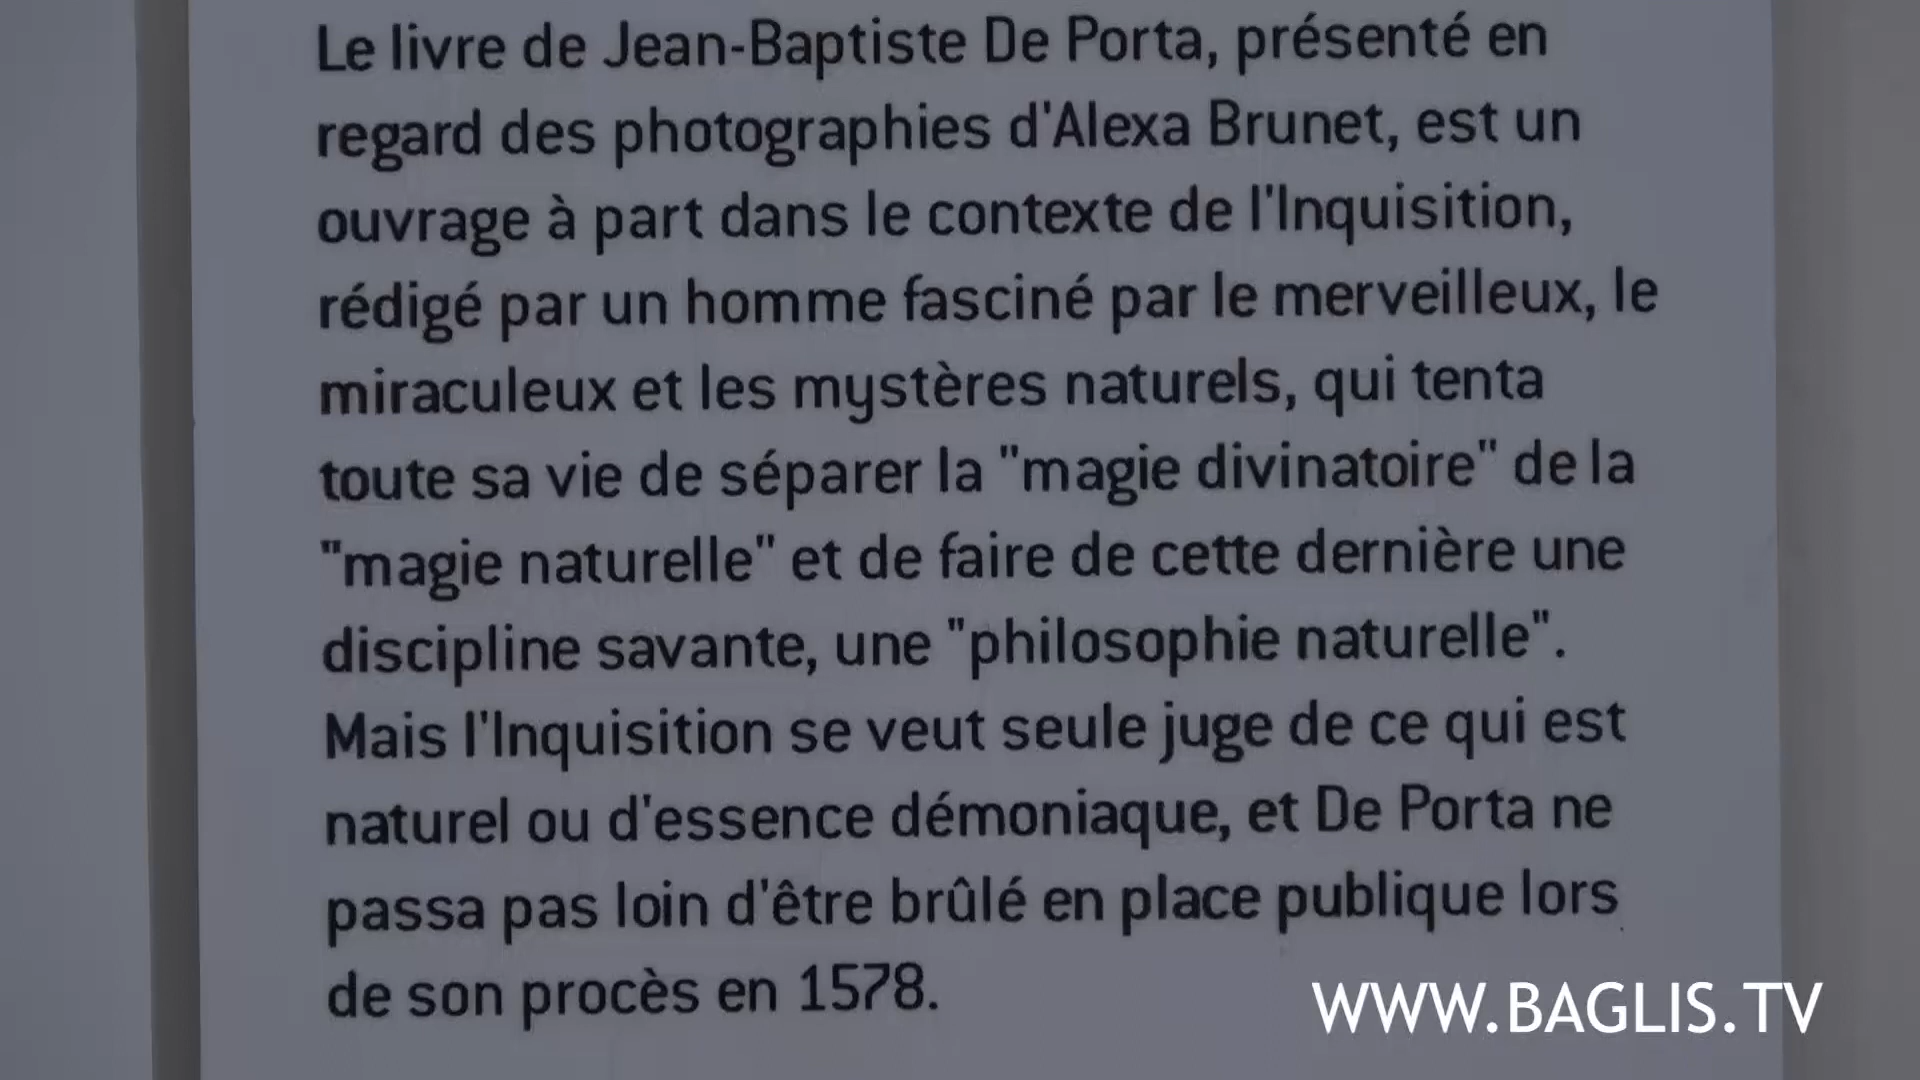 Le livre de Jean-Baptiste De Porta, présenté en
regard des photographies d'Alexa Brunet, est un
ouvrage à part dans le contexte de l'Inquisition,
rédigé par un homme fasciné par le merveilleux, le
miraculeux et les mystères naturels, qui tenta
toute sa vie de séparer la "magie divinatoire" de la
"magie naturelle" et de faire de cette dernière une
discipline savante, une "philosophie naturelle".
Mais l'Inquisition se veut seule juge de ce qui est
naturel ou d'essence démoniaque, et De Porta ne
passa pas loin d'être brûlé en place publique lors
de son procès en 1578.
WWW.BAGLIS.TV